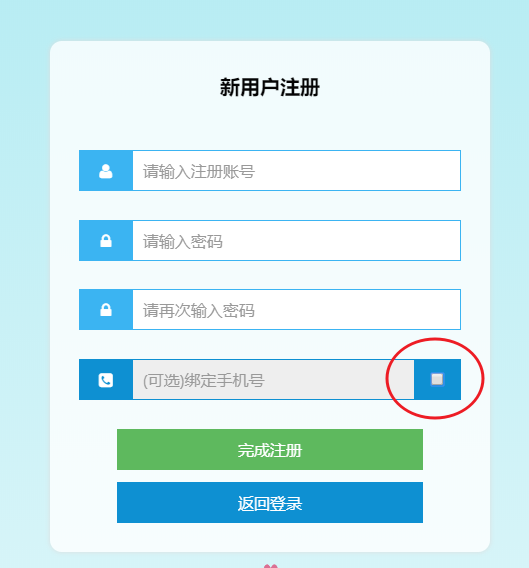 新用户注册
请输入注册账号
请输入密码
请再次输入密码
(可选)绑定手机号
完成注册
返回登录